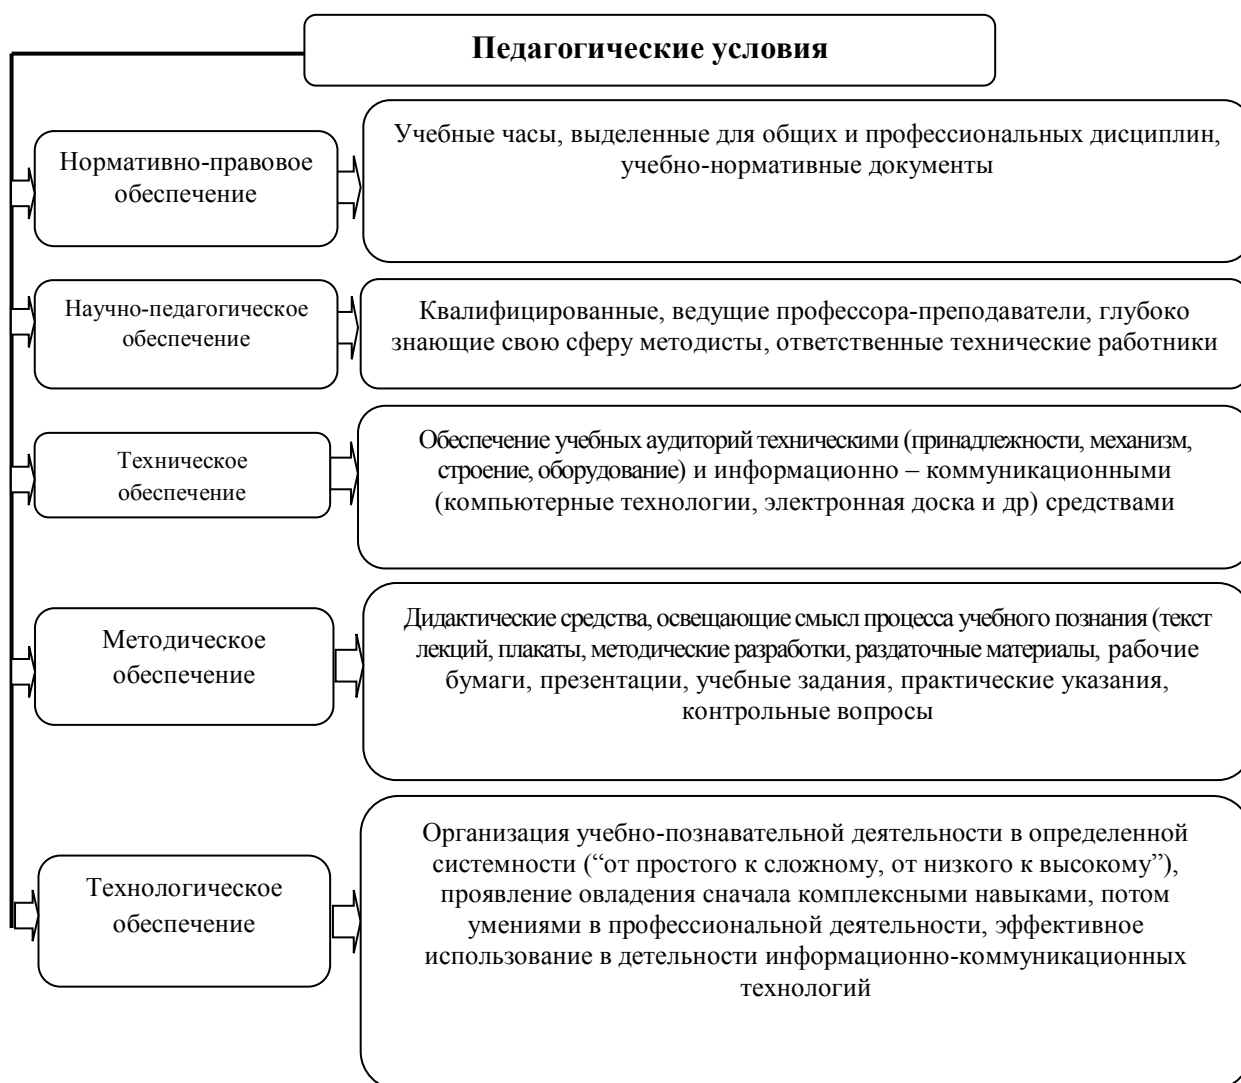 Педагогические условия
Нормативно-правовое
обеспечение
Учебные часы, выделенные для общих и профессиональных дисциплин,
учебно-нормативные документы
Научно-педагогическое
обеспечение
Квалифицированные, ведущие профессора-преподаватели, глубоко
знающие свою сферу методисты, ответственные технические работники
Техническое
обеспечение
Обеспечение учебных аудиторий техническими (принадлежности, механизм,
строение, оборудование) и информационно – коммуникационными
(компьютерные технологии, электронная доска и др) средствами
Методическое
обеспечение
Дидактические средства, освещающие смысл процесса учебного познания (текст
лекций, плакаты, методические разработки, раздаточные материалы, рабочие
бумаги, презентации, учебные задания, практические указания,
контрольные вопросы
Технологическое
обеспечение
Организация учебно-познавательной деятельности в определенной
системности (“от простого к сложному, от низкого к высокому”),
проявление овладения сначала комплексными навыками, потом
умениями в профессиональной деятельности, эффективное
использование в детельности информационно-коммуникационных
технологий